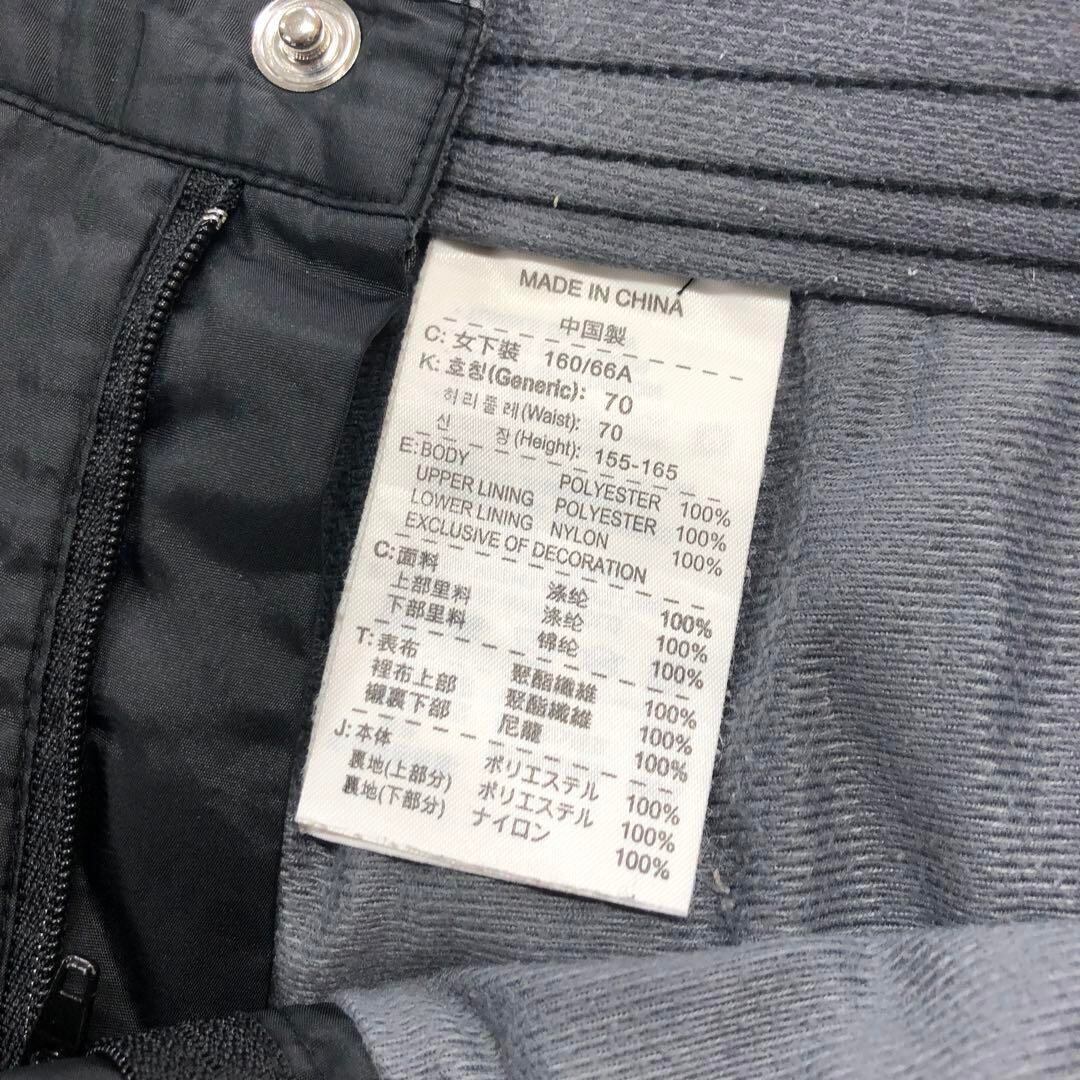 MADE IN CHINA
中国製
C: 女下装 160/66A
K: 호칭(Generic): 70
허리둘레(Waist): 70
신 장(Height): 155-165
E: BODY POLYESTER 100%
UPPER LINING POLYESTER 100%
LOWER LINING NYLON 100%
EXCLUSIVE OF DECORATION
C: 面料 涤纶 100%
上部里料 涤纶 100%
下部里料 锦纶 100%
T: 表布 聚酯纖維 100%
裡布上部 聚酯纖維 100%
襯裏下部 尼龍 100%
J: 本体 ポリエステル 100%
裏地(上部分) ポリエステル 100%
裏地(下部分) ナイロン 100%